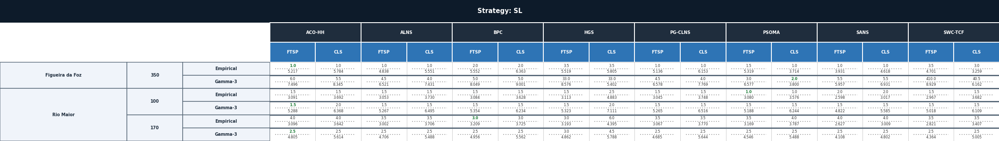 Strategy: SL
ACO-HH ALNS BPC HGS PG-CLNS PSOMA SANS SWC-TCF
FTSP CLS FTSP CLS FTSP CLS FTSP CLS FTSP CLS FTSP CLS FTSP CLS FTSP CLS
Figueira da Foz 350 Empirical
1.0 1.0 1.0 1.0 2.0 2.0 3.5 3.5 1.0 1.0 1.5 1.0 1.0 1.0 3.5 3.0
5.217 5.784 4.838 5.551 5.552 6.363 5.519 5.805 5.136 6.153 5.319 3.714 3.931 4.618 4.701 3.259
Gamma-3
6.0 5.5 4.5 4.0 5.0 5.0 33.0 33.0 4.5 4.0 3.0 2.0 5.5 5.5 410.0 40.5
7.496 8.345 6.521 7.431 8.049 9.001 8.576 5.402 6.578 7.769 6.577 3.800 5.957 6.931 8.929 6.162
Rio Maior 100 Empirical
1.5 1.5 1.5 1.5 1.5 1.5 1.5 2.5 1.5 1.5 1.0 1.0 2.0 2.0 1.5 1.5
3.091 3.692 3.053 3.730 3.084 3.628 3.113 4.883 3.045 3.748 3.080 3.576 2.598 3.017 2.967 3.682
Gamma-3
1.5 2.0 1.5 1.5 1.5 1.5 1.5 2.0 1.5 1.5 1.5 1.5 1.5 1.5 1.5 1.5
5.288 6.368 5.267 6.495 5.354 6.234 5.323 7.111 5.265 6.516 5.188 6.244 4.822 5.585 5.018 6.109
170 Empirical
4.0 4.0 3.5 3.5 3.0 3.0 3.0 6.0 3.5 3.5 3.5 4.0 4.0 4.0 3.5 3.5
3.096 3.642 3.002 3.706 3.209 3.725 3.193 4.395 3.067 3.770 3.169 3.787 2.627 3.009 2.821 3.407
Gamma-3
2.5 2.5 2.5 2.5 2.5 2.5 3.0 4.5 2.5 2.5 2.5 2.5 2.5 2.5 2.5 2.5
4.805 5.614 4.706 5.488 4.956 5.562 4.862 5.788 4.685 5.644 4.546 5.488 4.108 4.802 4.364 5.005